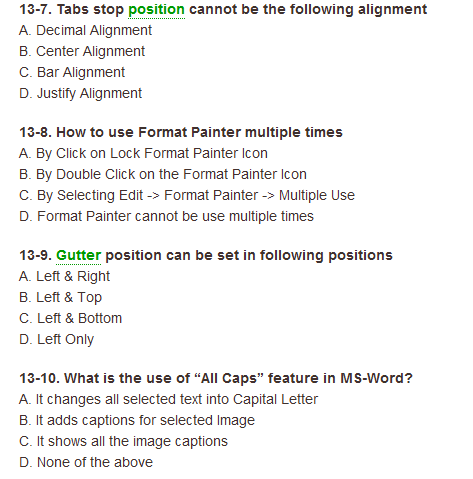 13-7. Tabs stop position cannot be the following alignment
A. Decimal Alignment
B. Center Alignment
C. Bar Alignment
D. Justify Alignment
13-8. How to use Format Painter multiple times
A. By Click on Lock Format Painter Icon
B. By Double Click on the Format Painter Icon
C. By Selecting Edit -> Format Painter -> Multiple Use
D. Format Painter cannot be use multiple times
13-9. Gutter position can be set in following positions
A. Left & Right
B. Left & Top
C. Left & Bottom
D. Left Only
13-10. What is the use of “All Caps” feature in MS-Word?
A. It changes all selected text into Capital Letter
B. It adds captions for selected Image
C. It shows all the image captions
D. None of the above